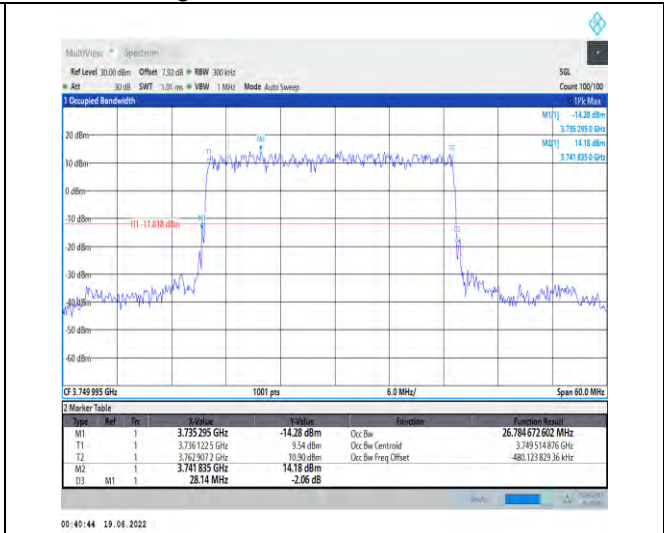 MultiView Spectrum
Ref Level 30.00 dBm Offset 7.92 dB RBW 300 kHz SGL
Att 30 dB SWT 1.01 ms VBW 1 MHz Mode Auto Sweep Count 100/100
1 Occupied Bandwidth 1Pk Max
M1[1] -14.28 dBm
3.735 295 0 GHz
M2[1] 14.18 dBm
3.741 835 0 GHz
20 dBm
M2
T1
T2
10 dBm
0 dBm
-10 dBm
M1
H1 -11.818 dBm
D3
-20 dBm
-30 dBm
-40 dBm
-50 dBm
-60 dBm
CF 3.749 995 GHz 1001 pts 6.0 MHz/ Span 60.0 MHz
2 Marker Table
Type Ref Trc X-Value Y-Value Function Function Result
M1 1 3.735 295 GHz -14.28 dBm Occ Bw 26.784 672 602 MHz
T1 1 3.736 122 5 GHz 9.54 dBm Occ Bw Centroid 3.749 514 876 GHz
T2 1 3.762 907 2 GHz 10.90 dBm Occ Bw Freq Offset -480.123 829 36 kHz
M2 1 3.741 835 GHz 14.18 dBm
D3 M1 1 28.14 MHz -2.06 dB
00:40:44 19.06.2022